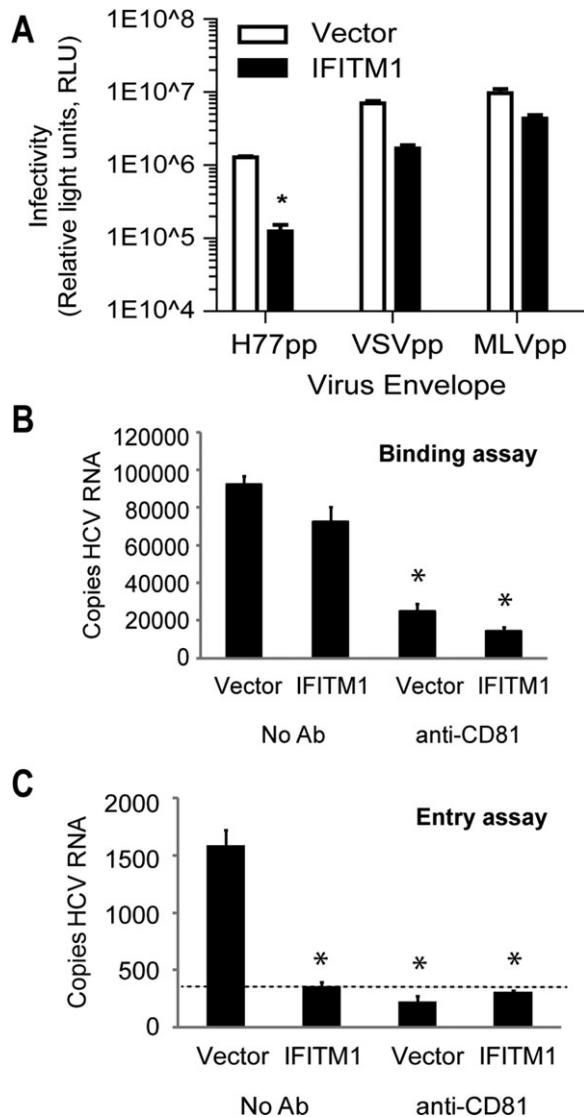 A
Infectivity
(Relative light units, RLU)
1E10^8
1E10^7
1E10^6
1E10^5
1E10^4
Vector
IFITM1
*
H77pp VSVpp MLVpp
Virus Envelope
B
Binding assay
Copies HCV RNA
120000
100000
80000
60000
40000
20000
0
* *
Vector IFITM1 Vector IFITM1
No Ab anti-CD81
C
Entry assay
Copies HCV RNA
2000
1500
1000
500
0
* * *
Vector IFITM1 Vector IFITM1
No Ab anti-CD81